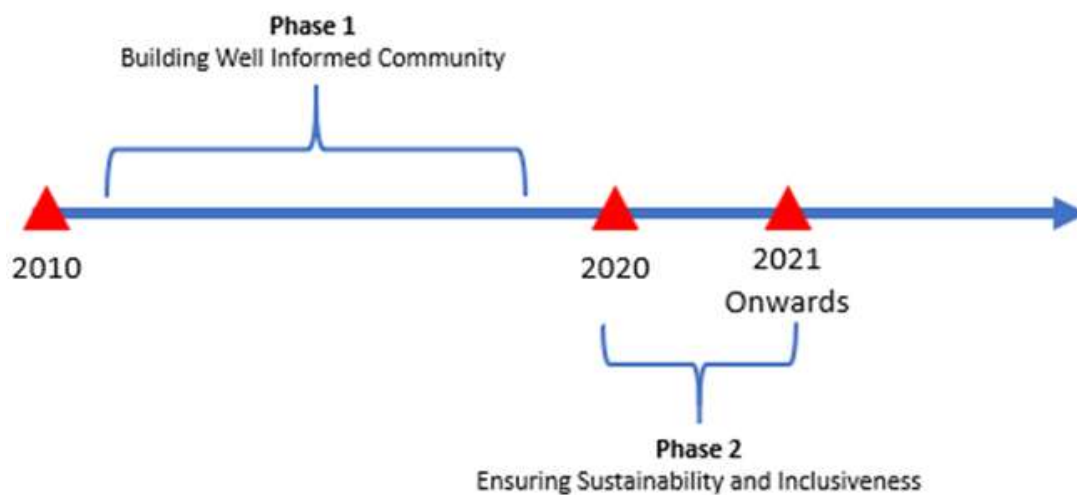 Phase 1
Building Well Informed Community
2010
2020
2021
Onwards
Phase 2
Ensuring Sustainability and Inclusiveness